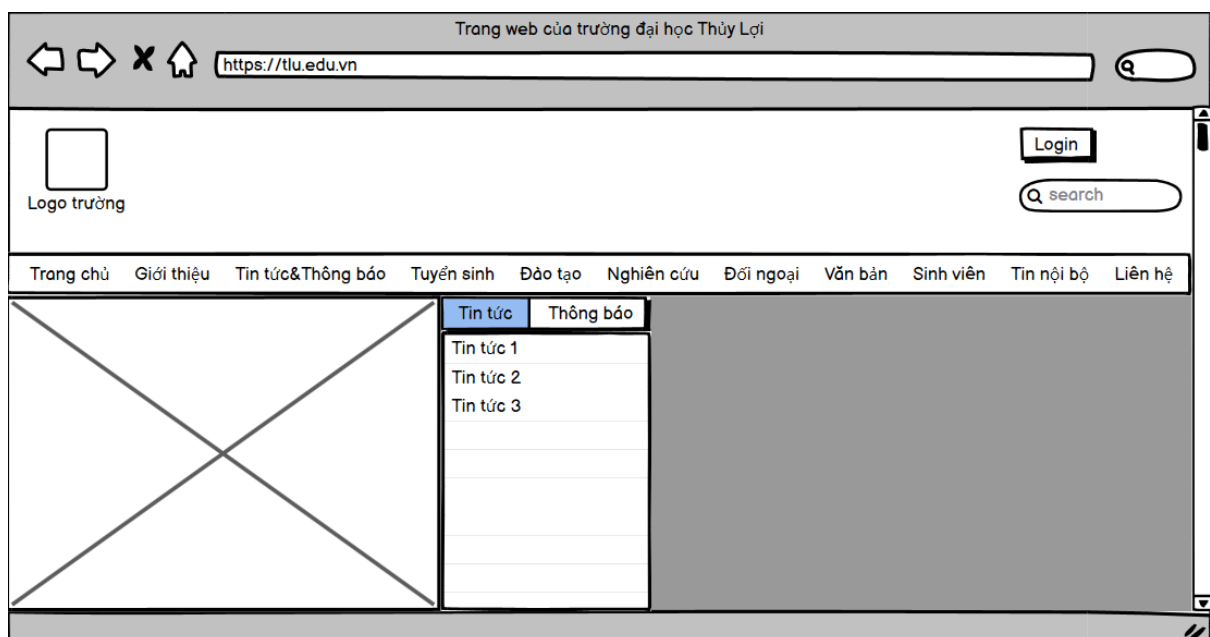 Trang web của trường đại học Thủy Lợi
https://tlu.edu.vn
Login
Logo trường
search
Trang chủ Giới thiệu Tin tức&Thông báo Tuyển sinh Đào tạo Nghiên cứu Đối ngoại Văn bản Sinh viên Tin nội bộ Liên hệ
Tin tức Thông báo
Tin tức 1
Tin tức 2
Tin tức 3